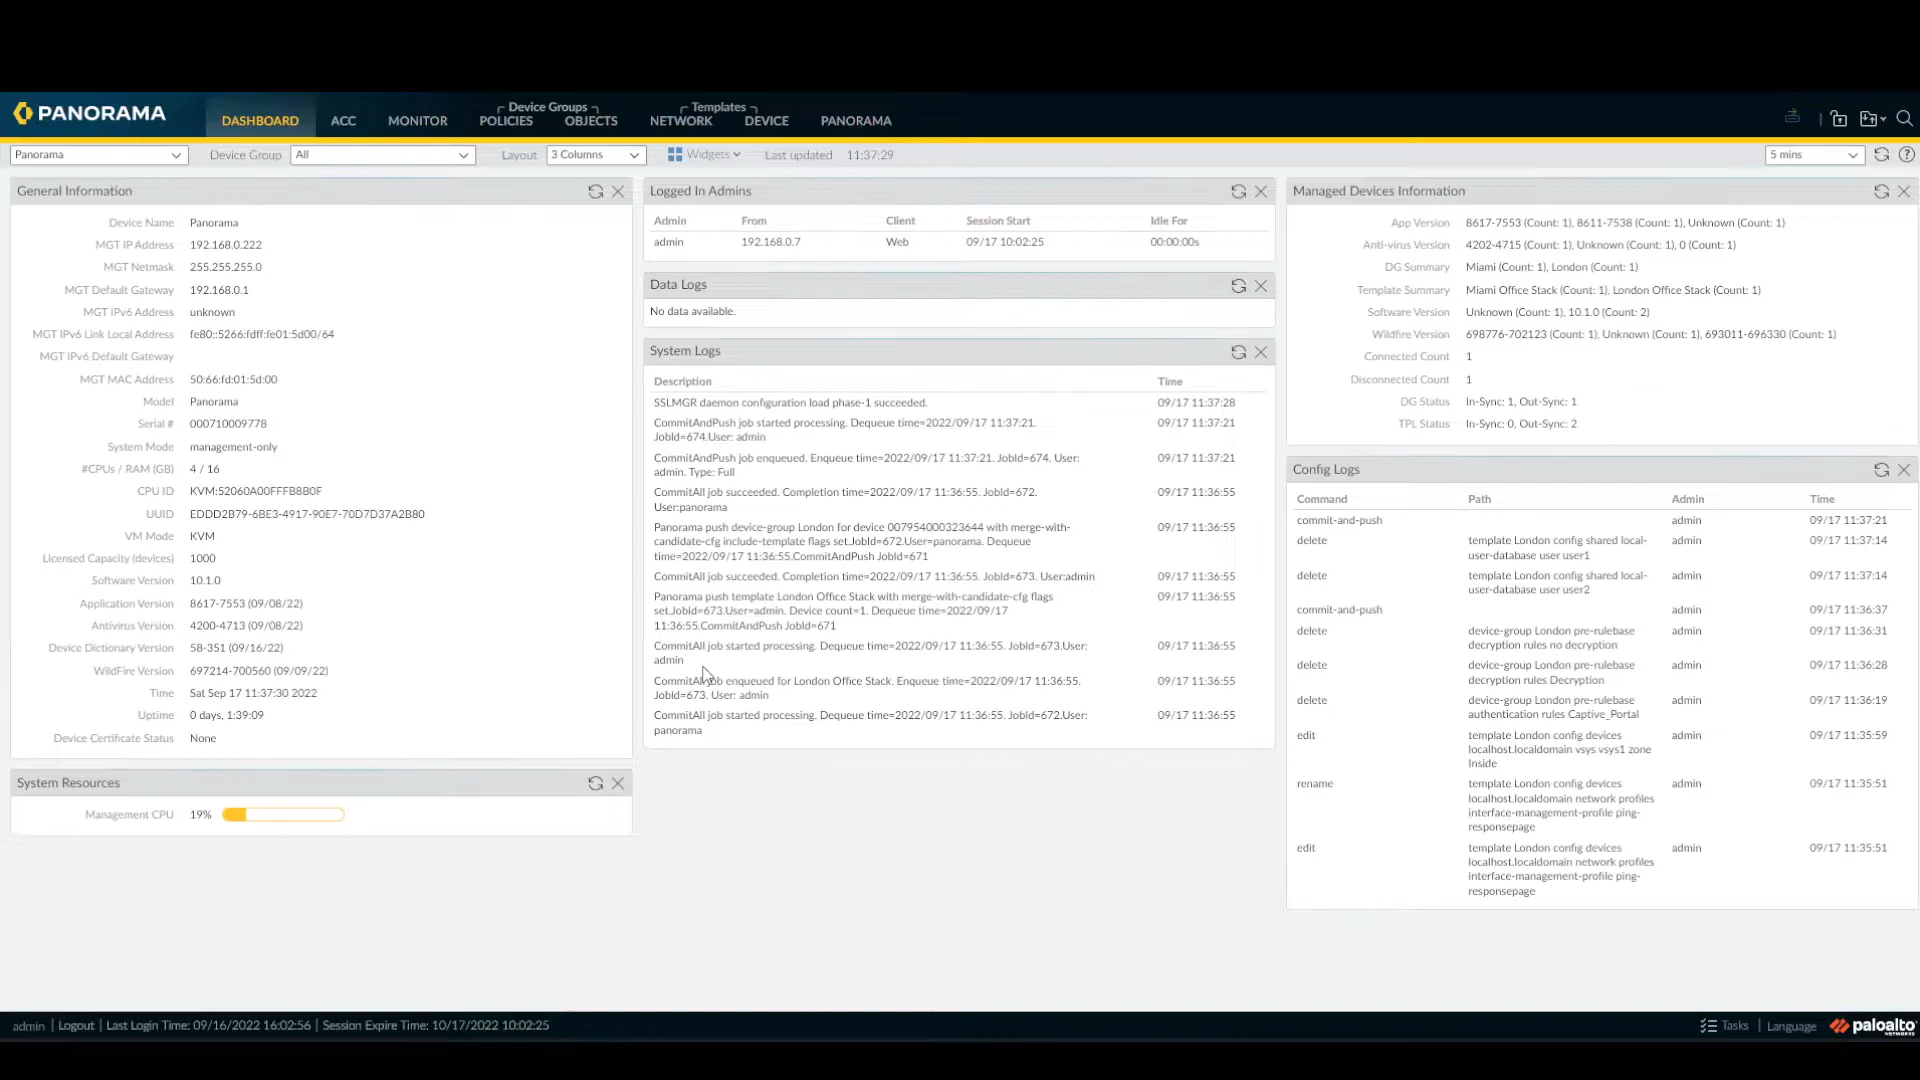 PANORAMA
DASHBOARD
ACC
MONITOR
Device Groups
POLICIES
OBJECTS
Templates
NETWORK
DEVICE
PANORAMA
Panorama
Device Group
All
Layout
3 Columns
Widgets
Last updated 11:37:29
5 mins
General Information
Device Name Panorama
MGT IP Address 192.168.0.222
MGT Netmask 255.255.255.0
MGT Default Gateway 192.168.0.1
MGT IPv6 Address unknown
MGT IPv6 Link Local Address fe80::5266:fdff:fe01:5d00/64
MGT IPv6 Default Gateway
MGT MAC Address 50:66:fd:01:5d:00
Model Panorama
Serial # 000710009778
System Mode management-only
#CPUs / RAM (GB) 4 / 16
CPU ID KVM:52060A00FFFB8B0F
UUID EDDD2B79-6BE3-4917-90E7-70D7D37A2B80
VM Mode KVM
Licensed Capacity (devices) 1000
Software Version 10.1.0
Application Version 8617-7553 (09/08/22)
Antivirus Version 4200-4713 (09/08/22)
Device Dictionary Version 58-351 (09/16/22)
WildFire Version 697214-700560 (09/09/22)
Time Sat Sep 17 11:37:30 2022
Uptime 0 days, 1:39:09
Device Certificate Status None
System Resources
Management CPU 19%
Logged In Admins
Admin From Client Session Start Idle For
admin 192.168.0.7 Web 09/17 10:02:25 00:00:00s
Data Logs
No data available.
System Logs
Description Time
SSLMGR daemon configuration load phase-1 succeeded. 09/17 11:37:28
CommitAndPush job started processing. Dequeue time=2022/09/17 11:37:21. 09/17 11:37:21
JobId=674.User: admin
CommitAndPush job enqueued. Enqueue time=2022/09/17 11:37:21. JobId=674. User: 09/17 11:37:21
admin. Type: Full
CommitAll job succeeded. Completion time=2022/09/17 11:36:55. JobId=672. 09/17 11:36:55
User:panorama
Panorama push device-group London for device 007954000323644 with merge-with- 09/17 11:36:55
candidate-cfg include-template flags set.JobId=672.User=panorama. Dequeue
time=2022/09/17 11:36:55.CommitAndPush JobId=671
CommitAll job succeeded. Completion time=2022/09/17 11:36:55. JobId=673. User:admin 09/17 11:36:55
Panorama push template London Office Stack with merge-with-candidate-cfg flags 09/17 11:36:55
set.JobId=673.User=admin. Device count=1. Dequeue time=2022/09/17
11:36:55.CommitAndPush JobId=671
CommitAll job started processing. Dequeue time=2022/09/17 11:36:55. JobId=673.User: 09/17 11:36:55
admin
CommitAll job enqueued for London Office Stack. Enqueue time=2022/09/17 11:36:55. 09/17 11:36:55
JobId=673. User: admin
CommitAll job started processing. Dequeue time=2022/09/17 11:36:55. JobId=672.User: 09/17 11:36:55
panorama
Managed Devices Information
App Version 8617-7553 (Count: 1), 8611-7538 (Count: 1), Unknown (Count: 1)
Anti-virus Version 4202-4715 (Count: 1), Unknown (Count: 1), 0 (Count: 1)
DG Summary Miami (Count: 1), London (Count: 1)
Template Summary Miami Office Stack (Count: 1), London Office Stack (Count: 1)
Software Version Unknown (Count: 1), 10.1.0 (Count: 2)
Wildfire Version 698776-702123 (Count: 1), Unknown (Count: 1), 693011-696330 (Count: 1)
Connected Count 1
Disconnected Count 1
DG Status In-Sync: 1, Out-Sync: 1
TPL Status In-Sync: 0, Out-Sync: 2
Config Logs
Command Path Admin Time
commit-and-push admin 09/17 11:37:21
delete template London config shared local- admin 09/17 11:37:14
user-database user user1
delete template London config shared local- admin 09/17 11:37:14
user-database user user2
commit-and-push admin 09/17 11:36:37
delete device-group London pre-rulebase admin 09/17 11:36:31
decryption rules no decryption
delete device-group London pre-rulebase admin 09/17 11:36:28
decryption rules Decryption
delete device-group London pre-rulebase admin 09/17 11:36:19
authentication rules Captive_Portal
edit template London config devices admin 09/17 11:35:59
localhost.localdomain vsys vsys1 zone
Inside
rename template London config devices admin 09/17 11:35:51
localhost.localdomain network profiles
interface-management-profile ping-
responsepage
edit template London config devices admin 09/17 11:35:51
localhost.localdomain network profiles
interface-management-profile ping-
responsepage
admin | Logout | Last Login Time: 09/16/2022 16:02:56 | Session Expire Time: 10/17/2022 10:02:25
Tasks | Language
paloalto
NETWORKS